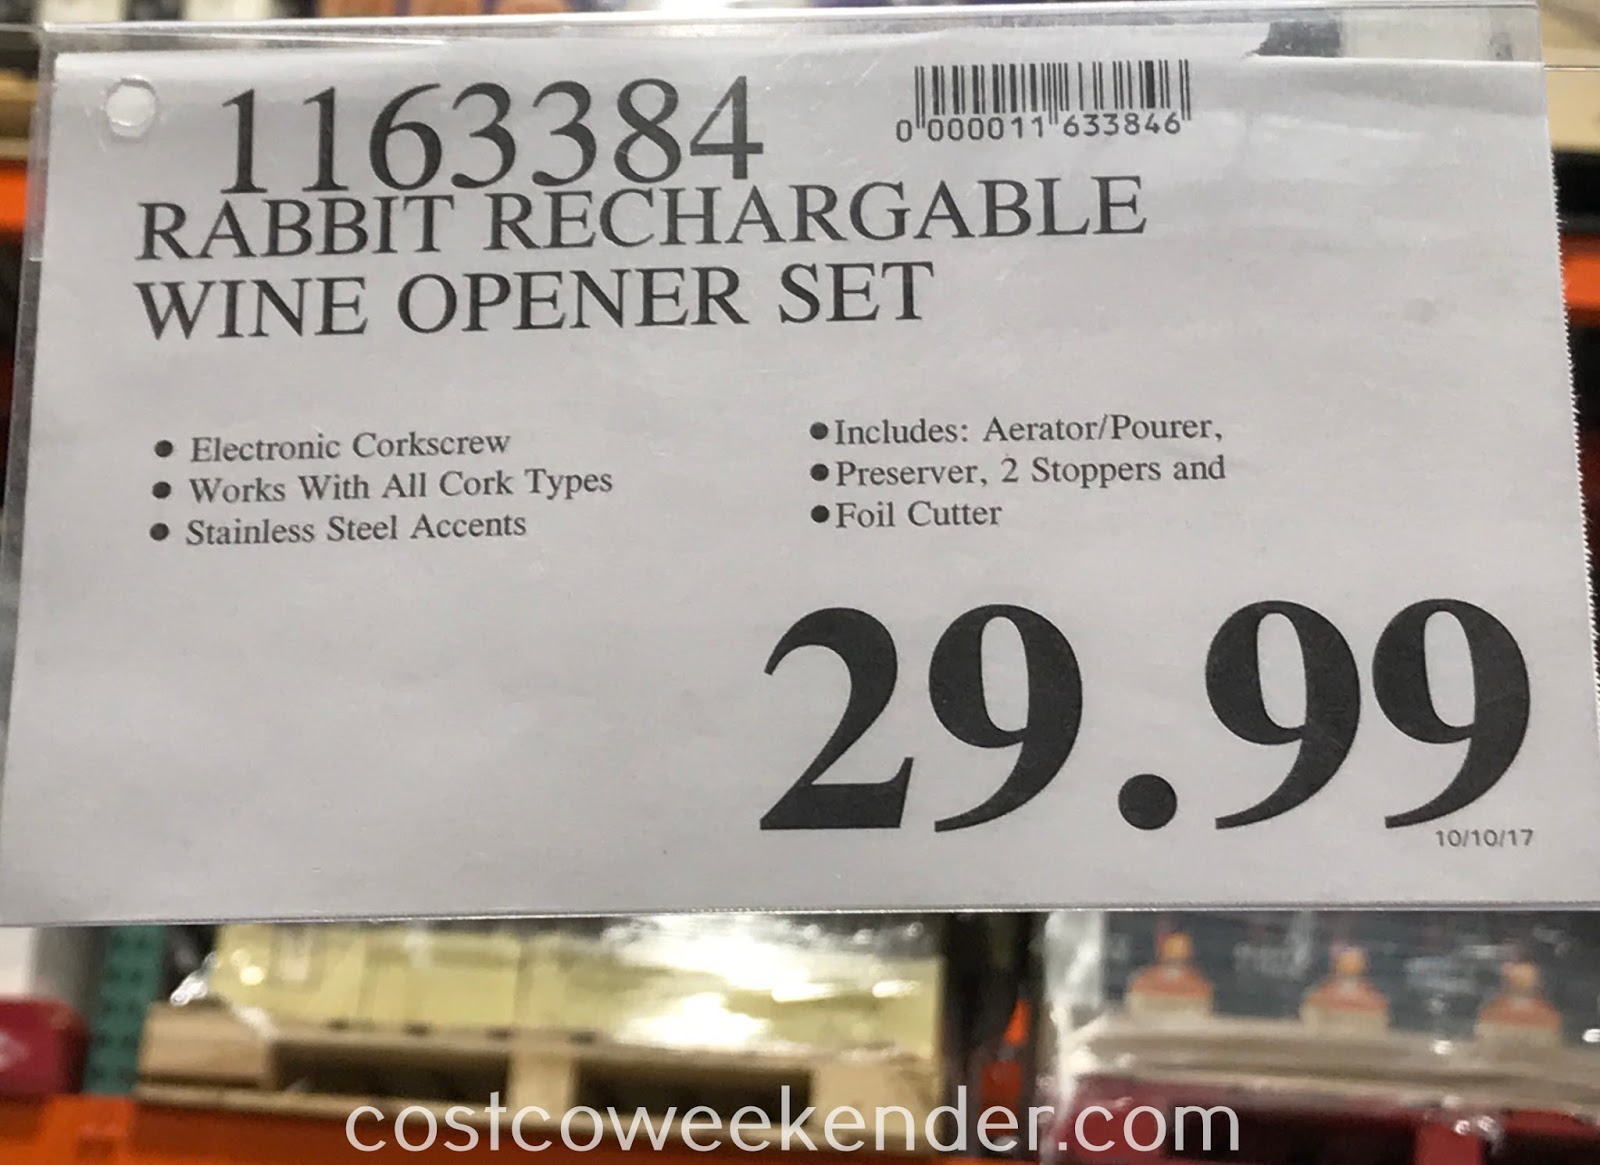 1163384
0 000011 633846
RABBIT RECHARGABLE
WINE OPENER SET
• Electronic Corkscrew
• Works With All Cork Types
• Stainless Steel Accents
•Includes: Aerator/Pourer,
•Preserver, 2 Stoppers and
•Foil Cutter
29.99
10/10/17
costcoweekender.com